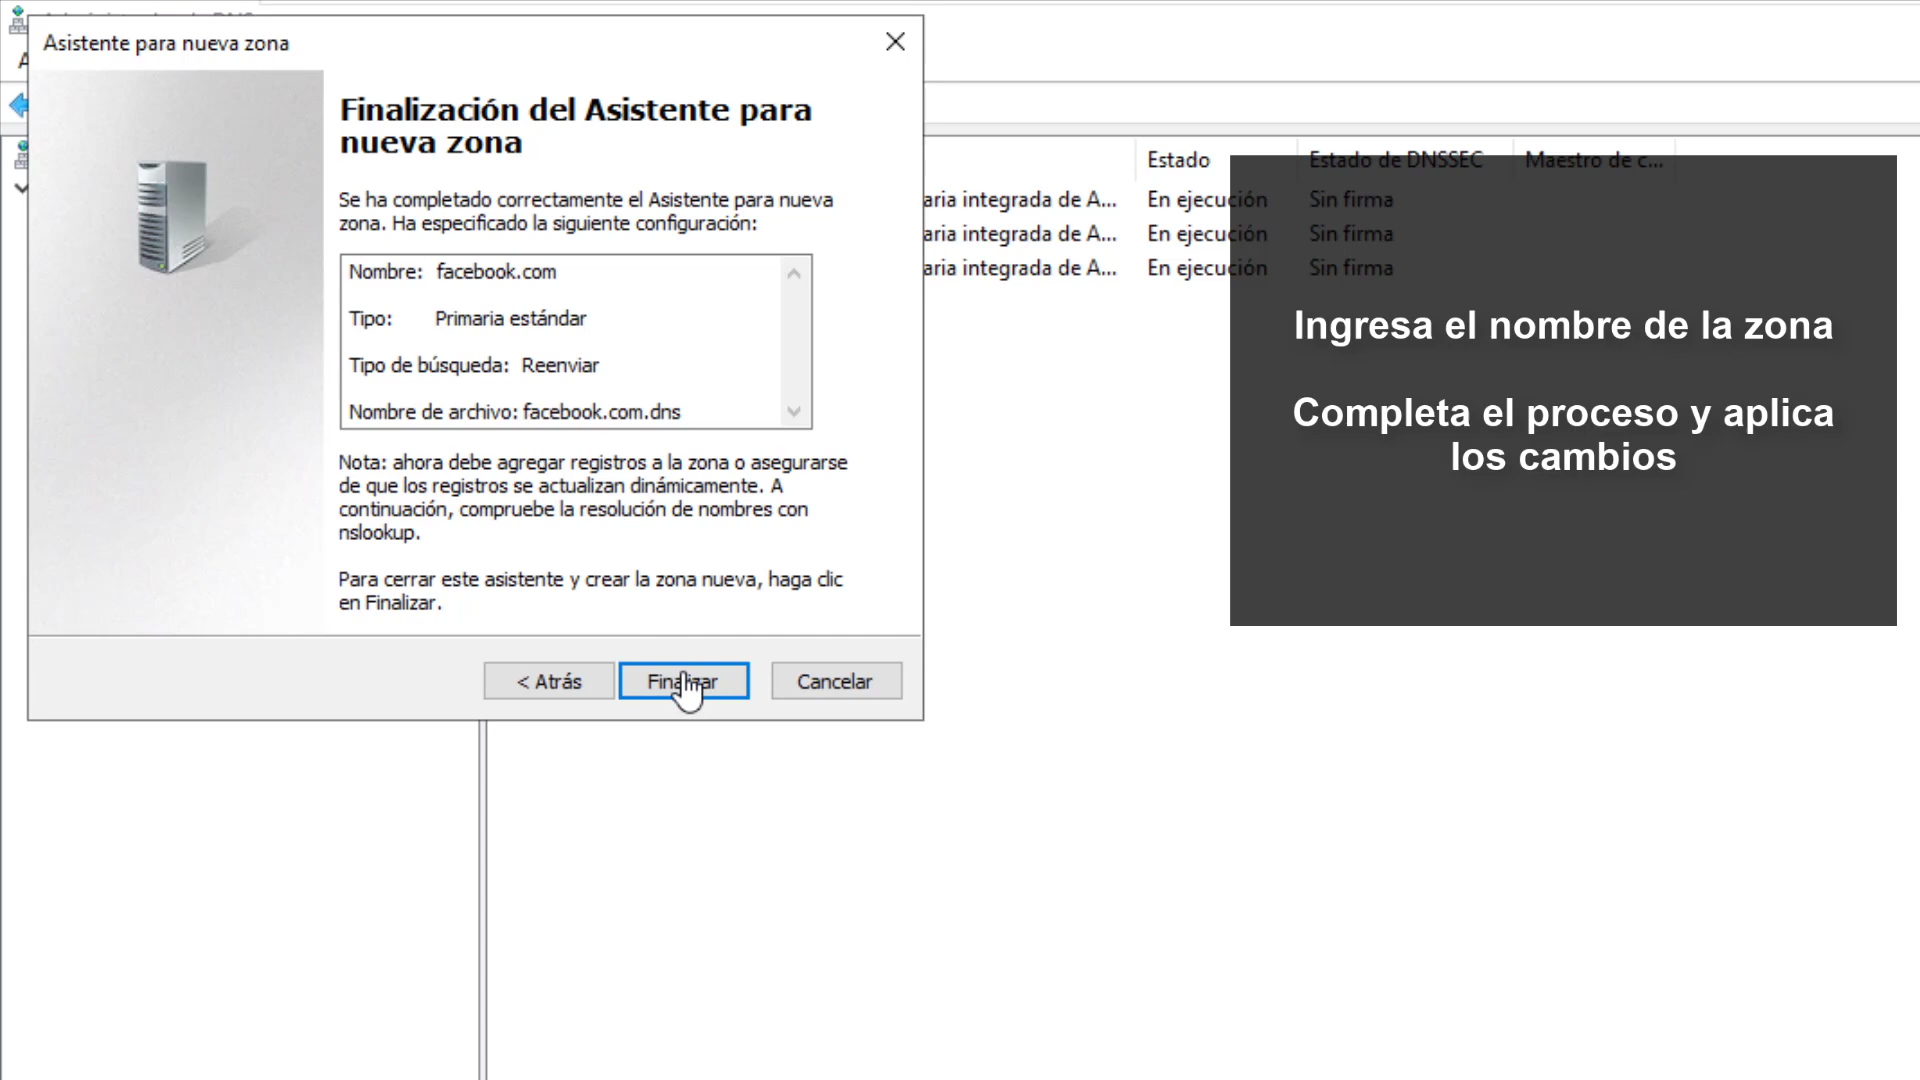 Asistente para nueva zona
Finalización del Asistente para
nueva zona
Se ha completado correctamente el Asistente para nueva
zona. Ha especificado la siguiente configuración:
Nombre: facebook.com
Tipo: Primaria estándar
Tipo de búsqueda: Reenviar
Nombre de archivo: facebook.com.dns
Nota: ahora debe agregar registros a la zona o asegurarse
de que los registros se actualizan dinámicamente. A
continuación, compruebe la resolución de nombres con
nslookup.
Para cerrar este asistente y crear la zona nueva, haga clic
en Finalizar.
< Atrás
Finalizar
Cancelar
Estado
Estado de DNSSEC
Maestro de c...
aria integrada de A... En ejecución Sin firma
aria integrada de A... En ejecución Sin firma
aria integrada de A... En ejecución Sin firma
Ingresa el nombre de la zona
Completa el proceso y aplica
los cambios